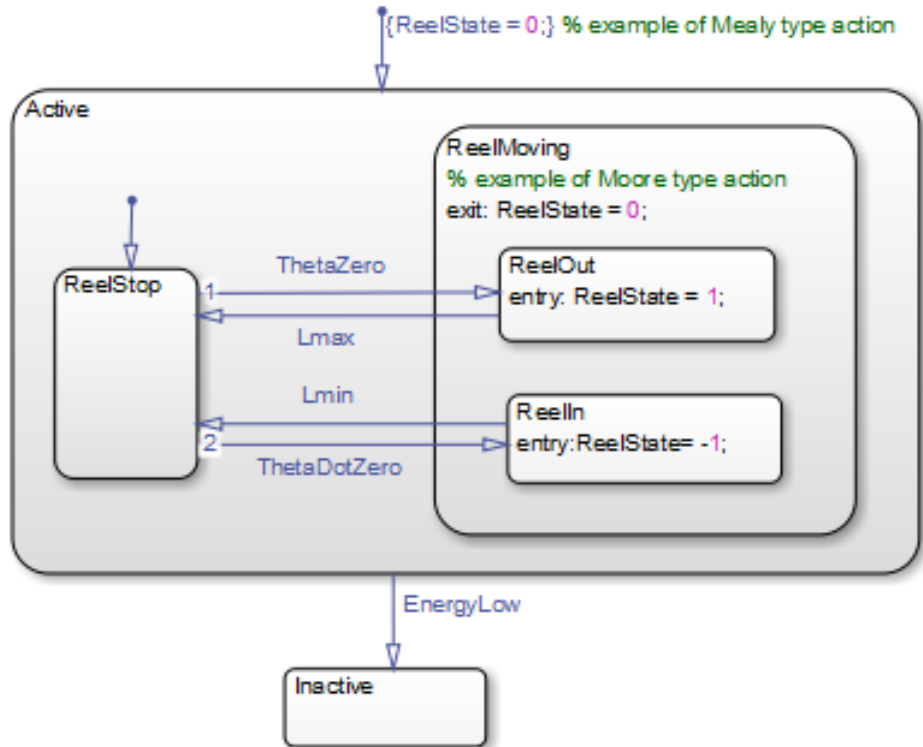 {ReelState = 0;} % example of Mealy type action
Active
ReelMoving
% example of Moore type action
exit: ReelState = 0;
ReelStop
1
ThetaZero
ReelOut
entry: ReelState = 1;
Lmax
Lmin
ReelIn
entry:ReelState= -1;
2
ThetaDotZero
EnergyLow
Inactive